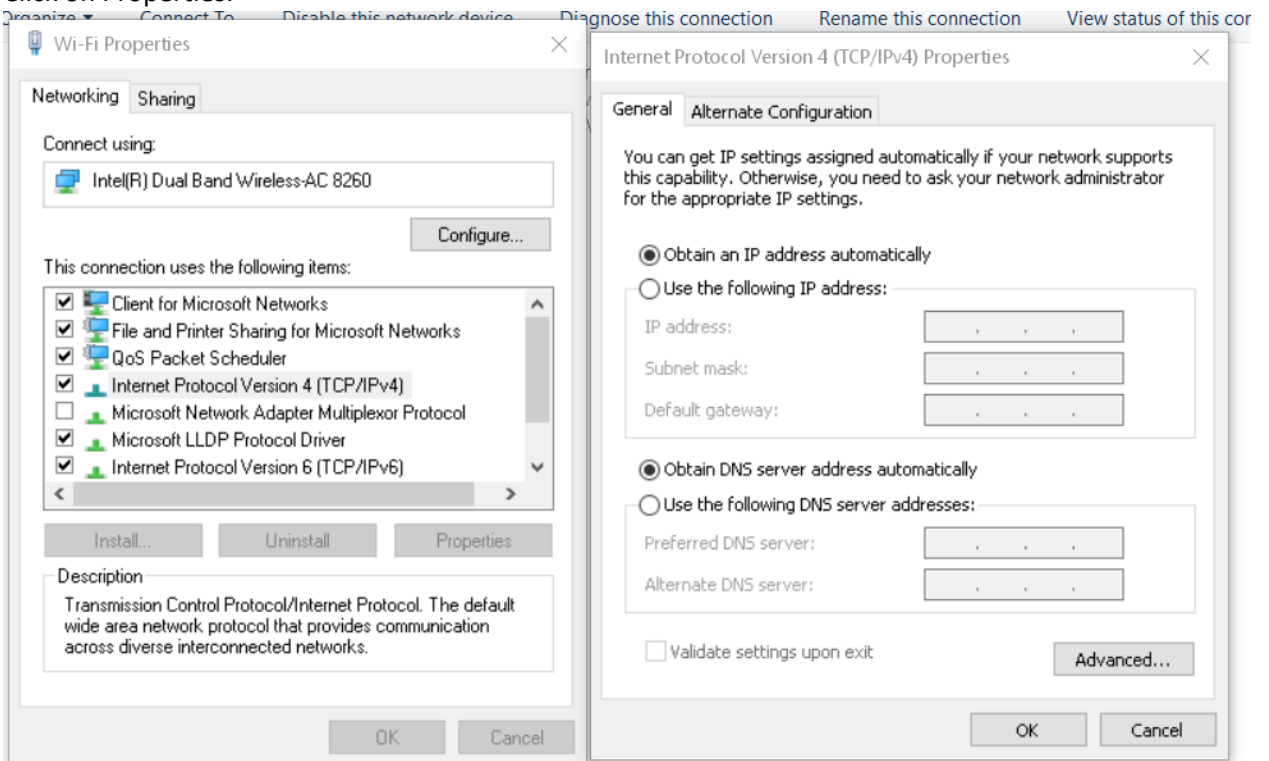 Click on Properties.
Organize Connect To Disable this network device Diagnose this connection Rename this connection View status of this cor
Wi-Fi Properties
Networking Sharing
Connect using:
Intel(R) Dual Band Wireless-AC 8260
Configure...
This connection uses the following items:
Client for Microsoft Networks
File and Printer Sharing for Microsoft Networks
QoS Packet Scheduler
Internet Protocol Version 4 (TCP/IPv4)
Microsoft Network Adapter Multiplexor Protocol
Microsoft LLDP Protocol Driver
Internet Protocol Version 6 (TCP/IPv6)
Install... Uninstall Properties
Description
Transmission Control Protocol/Internet Protocol. The default
wide area network protocol that provides communication
across diverse interconnected networks.
OK Cancel
Internet Protocol Version 4 (TCP/IPv4) Properties
General Alternate Configuration
You can get IP settings assigned automatically if your network supports
this capability. Otherwise, you need to ask your network administrator
for the appropriate IP settings.
Obtain an IP address automatically
Use the following IP address:
IP address: . . .
Subnet mask: . . .
Default gateway: . . .
Obtain DNS server address automatically
Use the following DNS server addresses:
Preferred DNS server: . . .
Alternate DNS server: . . .
Validate settings upon exit
Advanced...
OK Cancel